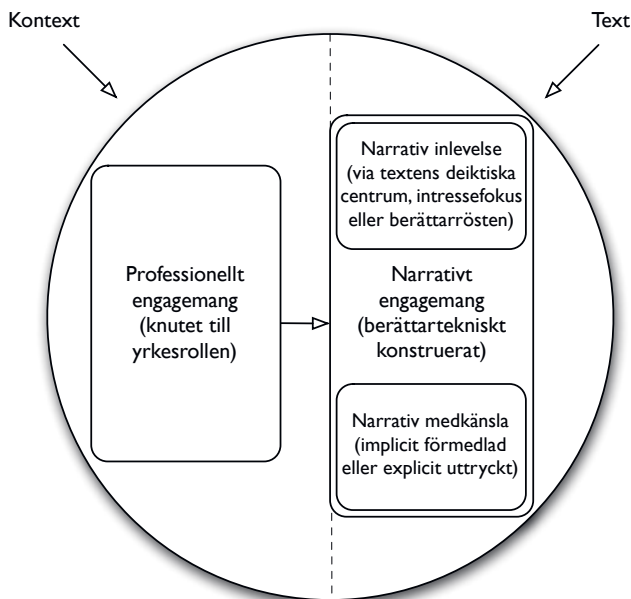 Kontext
Text
Narrativ inlevelse
(via textens deiktiska
centrum, intressefokus
eller berättarrösten)
Professionellt
engagemang
(knutet till
yrkesrollen)
Narrativt
engagemang
(berättartekniskt
konstruerat)
Narrativ medkänsla
(implicit förmedlad
eller explicit uttryckt)